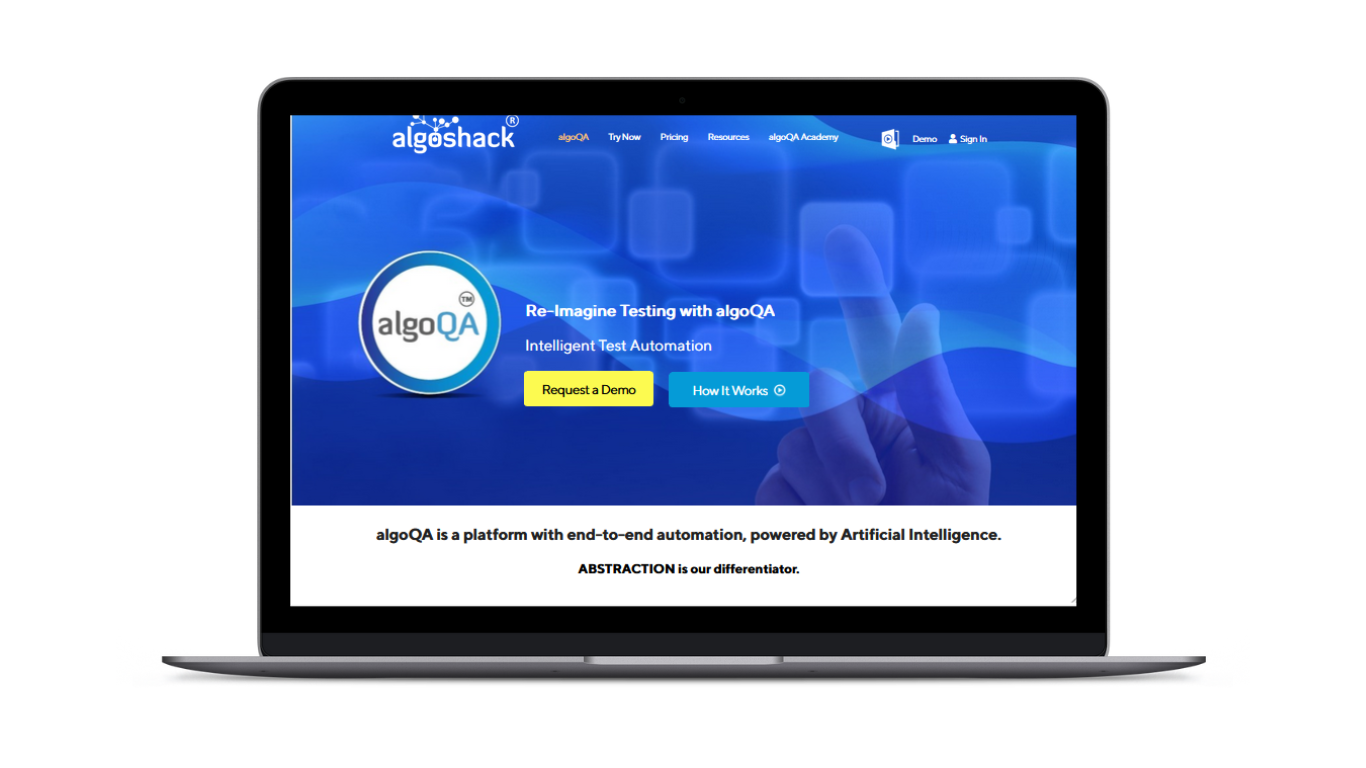 algoshack®
algoQA Try Now Pricing Resources algoQA Academy Demo Sign In
algoQA™
Re-Imagine Testing with algoQA
Intelligent Test Automation
Request a Demo How It Works
algoQA is a platform with end-to-end automation, powered by Artificial Intelligence.
ABSTRACTION is our differentiator.